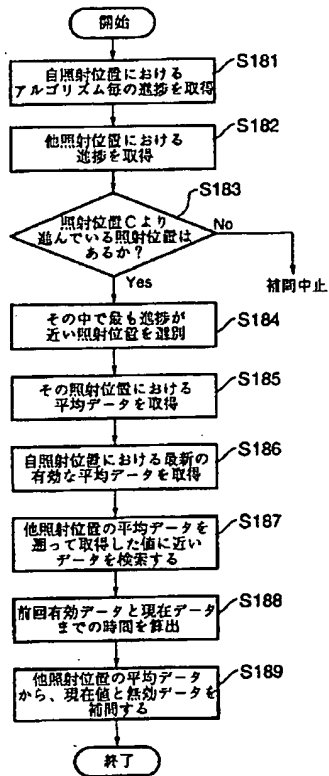 開始
S181
自照射位置における
アルゴリズム毎の進捗を取得
S182
他照射位置における
進捗を取得
S183
照射位置Cより
進んでいる照射位置は
あるか?
No
補間中止
Yes
S184
その中で最も進捗が
近い照射位置を選別
S185
その照射位置における
平均データを取得
S186
自照射位置における最新の
有効な平均データを取得
S187
他照射位置の平均データを
遡って取得した値に近い
データを検索する
S188
前回有効データと現在データ
までの時間を算出
S189
他照射位置の平均データ
から、現在値と無効データを
補間する
終了